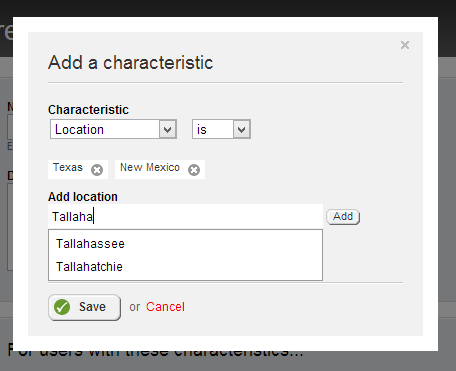 re
×
Add a characteristic
Characteristic
Location is
Texas New Mexico
Add location
Tallaha Add
Tallahassee
Tallahatchie
Save or Cancel
For users with these characteristics...